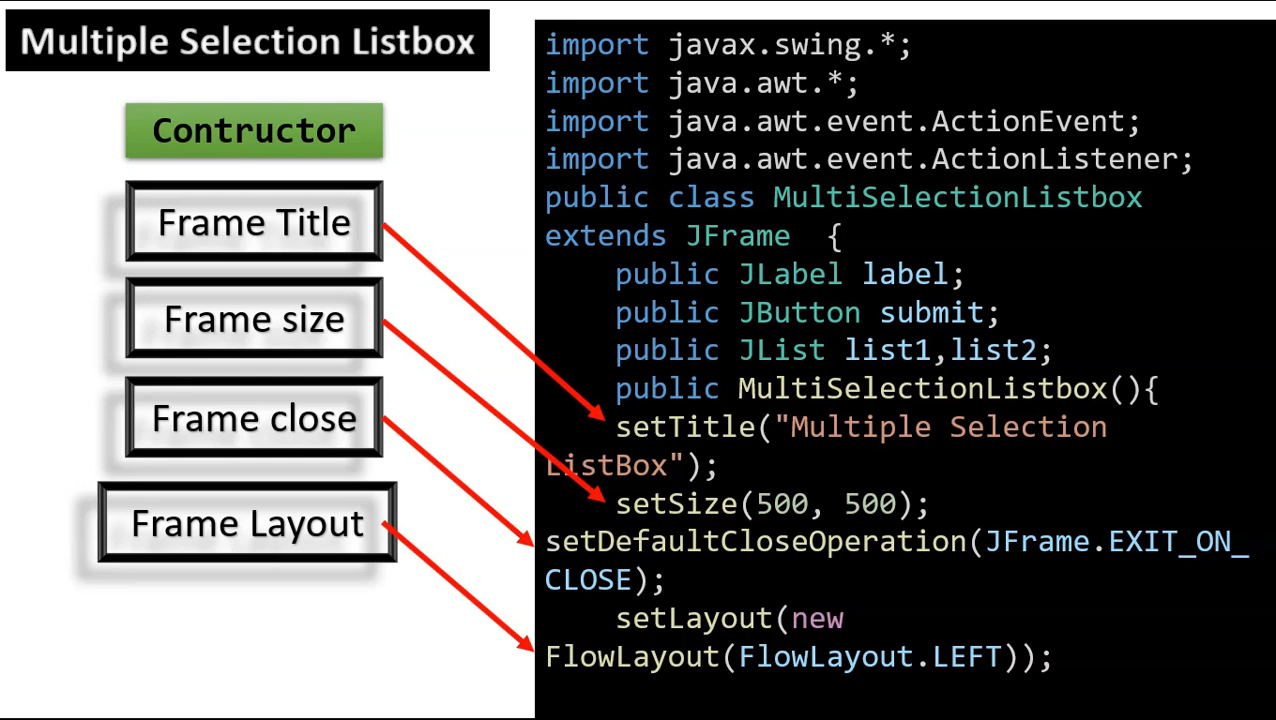 Multiple Selection Listbox
Contructor
Frame Title
Frame size
Frame close
Frame Layout
import javax.swing.*;
import java.awt.*;
import java.awt.event.ActionEvent;
import java.awt.event.ActionListener;
public class MultiSelectionListbox
extends JFrame  {
    public JLabel label;
    public JButton submit;
    public JList list1,list2;
    public MultiSelectionListbox(){
    setTitle("Multiple Selection
ListBox");
    setSize(500, 500);
setDefaultCloseOperation(JFrame.EXIT_ON_
CLOSE);
    setLayout(new
FlowLayout(FlowLayout.LEFT));